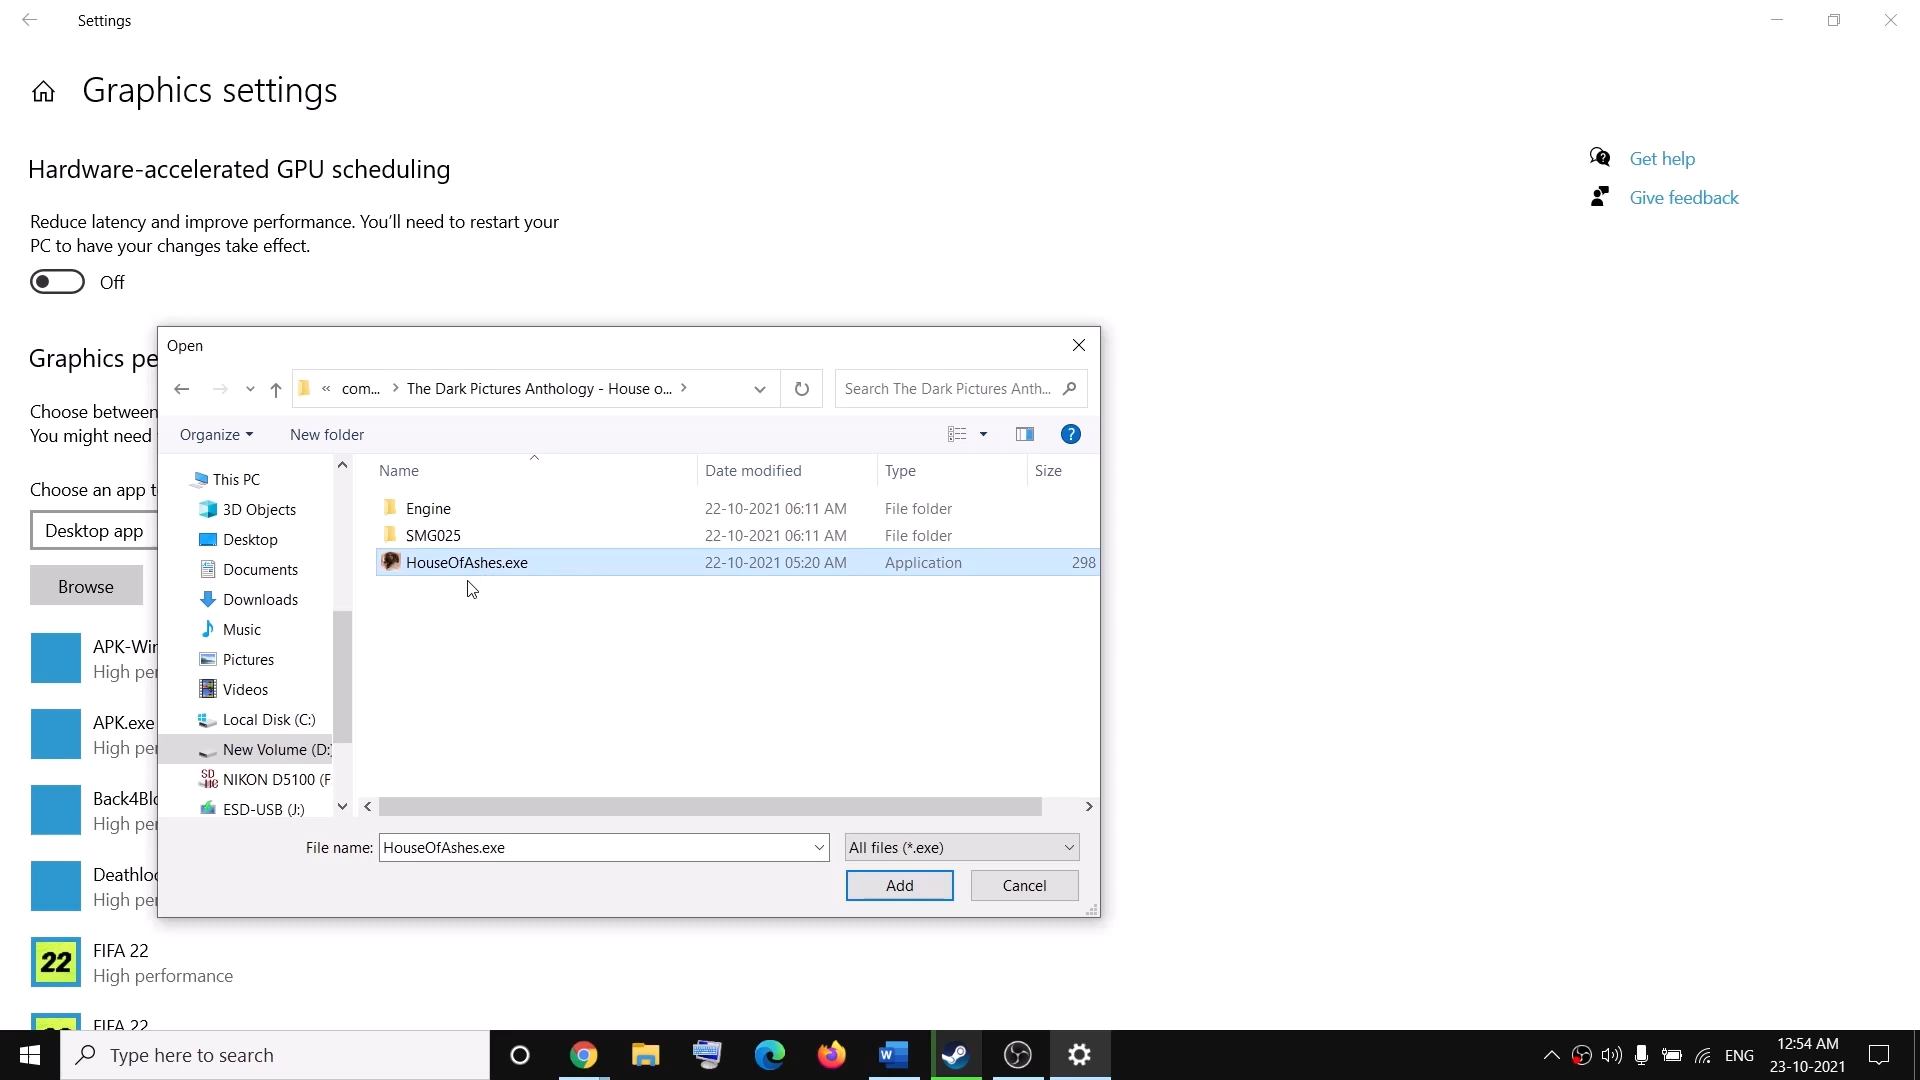 Settings
Graphics settings
Hardware-accelerated GPU scheduling
Reduce latency and improve performance. You'll need to restart your
PC to have your changes take effect.
Off
Get help
Give feedback
Graphics pe
Choose between
You might need
Choose an app t
Desktop app
Browse
APK-Wir
High per
APK.exe
High per
Back4Blo
High per
Deathloo
High per
22
FIFA 22
High performance
FIFA 22
Open
« com... > The Dark Pictures Anthology - House o... >
Search The Dark Pictures Anth...
Organize
New folder
?
This PC
3D Objects
Desktop
Documents
Downloads
Music
Pictures
Videos
Local Disk (C:)
New Volume (D:)
NIKON D5100 (F
ESD-USB (J:)
Name Date modified Type Size
Engine 22-10-2021 06:11 AM File folder
SMG025 22-10-2021 06:11 AM File folder
HouseOfAshes.exe 22-10-2021 05:20 AM Application 298
File name: HouseOfAshes.exe
All files (*.exe)
Add
Cancel
Type here to search
ENG
12:54 AM
23-10-2021